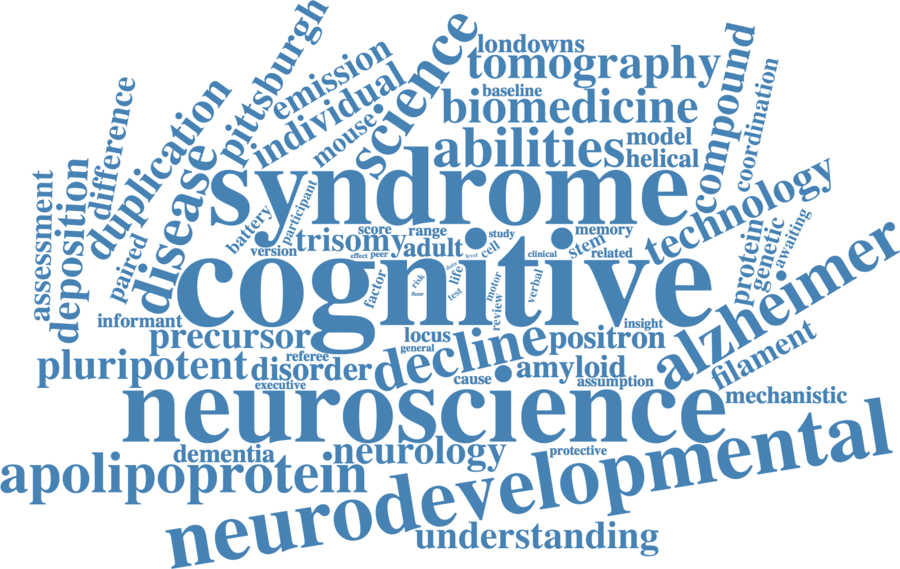 londowns
tomography
science
pittsburgh
emission
individual
mouse
baseline
biomedicine
compound
coordination
difference
duplication
abilities
model
helical
disease
syndrome
technology
assessment
deposition
paired
battery
participant
version
trisomy
score
range
adult
effect
peer
study
cell
level
clinical
memory
stem
related
protein
genetic
awaiting
cognitive
factor
risk
floor
data
life
test
motor
review
verbal
alzheimer
informant
precursor
locus
general
decline
positron
insight
filament
pluripotent
referee
disorder
executive
cause
amyloid
assumption
mechanistic
neuroscience
dementia
neurology
protective
apolipoprotein
neurodevelopmental
understanding